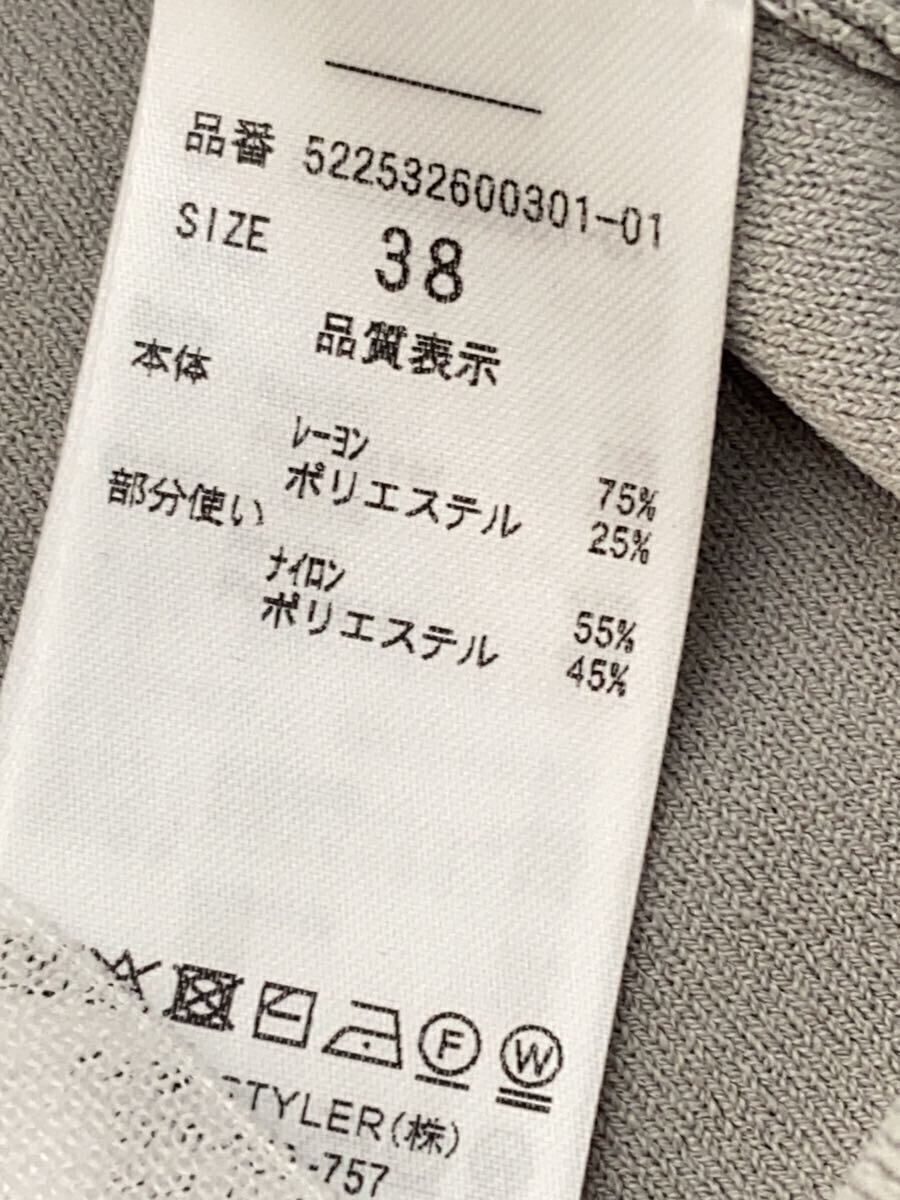 品番 522532600301-01
SIZE 38
品質表示
本体
レーヨン 75%
ポリエステル 25%
部分使い
ナイロン 55%
ポリエステル 45%
F W
STYLER(株)
-757